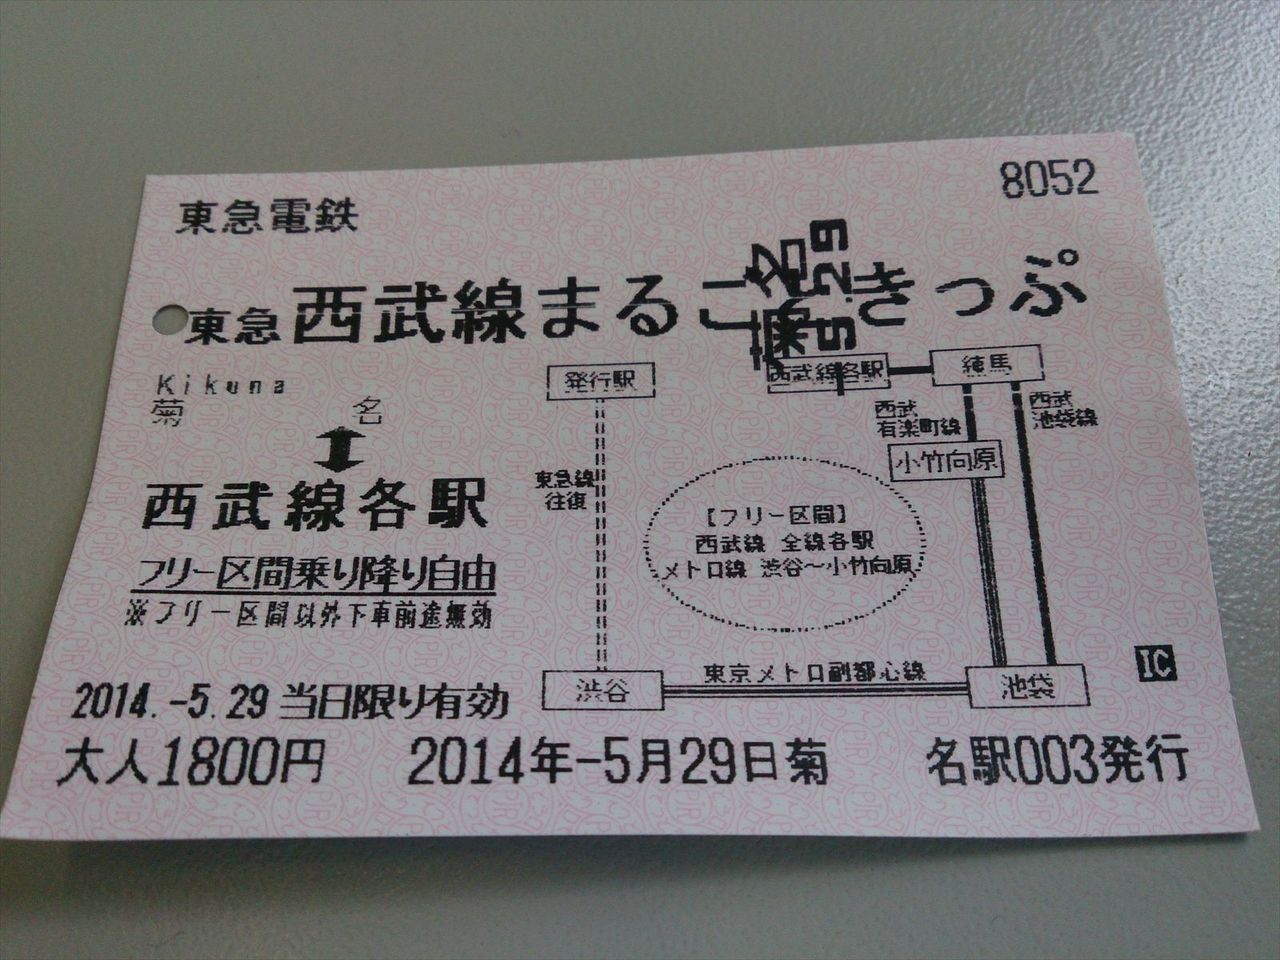 8052
東急電鉄
東急西武線まるごときっぷ
菊名
5.29
Kikuna
菊名
西武線各駅
フリー区間乗り降り自由
※フリー区間以外下車前途無効
発行駅
西武線各駅
練馬
西武
有楽町線
西武
池袋線
小竹向原
東急線
往復
【フリー区間】
西武線 全線各駅
メトロ線 渋谷～小竹向原
渋谷
東京メトロ副都心線
池袋
IC
2014.-5.29当日限り有効
大人1800円 2014年-5月29日菊名駅003発行